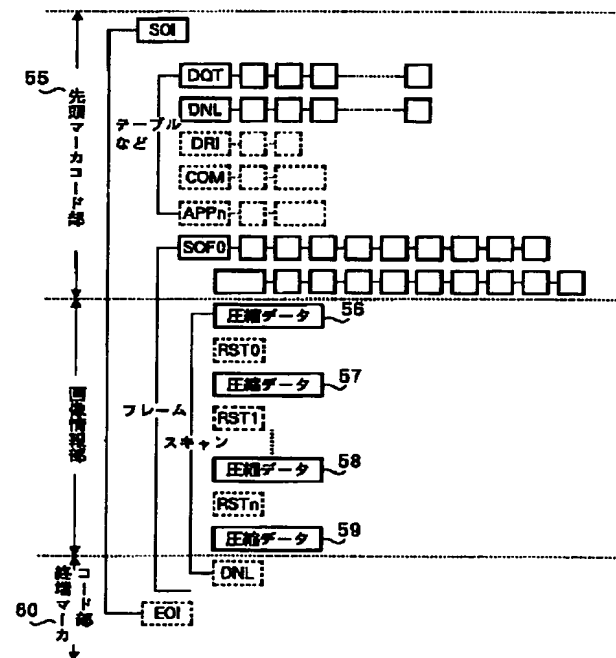 SOI
55
先頭マーカコード部
DQT
DNL
テーブル
など
DRI
COM
APPn
SOF0
圧縮データ
56
RST0
圧縮データ
57
画像情報部
フレーム
スキャン
RST1
圧縮データ
58
RSTn
圧縮データ
59
DNL
終端マーカ
コード部
60
EOI